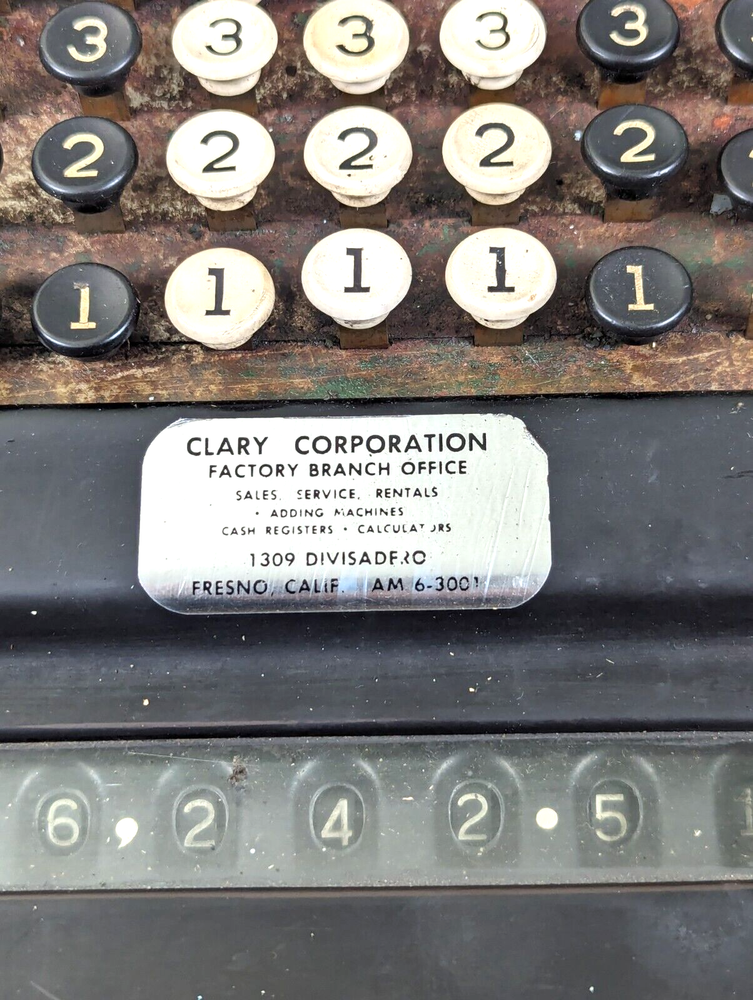 3 3 3 3 3
2 2 2 2 2
1 1 1 1 1
CLARY CORPORATION
FACTORY BRANCH OFFICE
SALES, SERVICE, RENTALS
• ADDING MACHINES
CASH REGISTERS • CALCULATORS
1309 DIVISADERO
FRESNO, CALIF. AM 6-3001
6,242.5